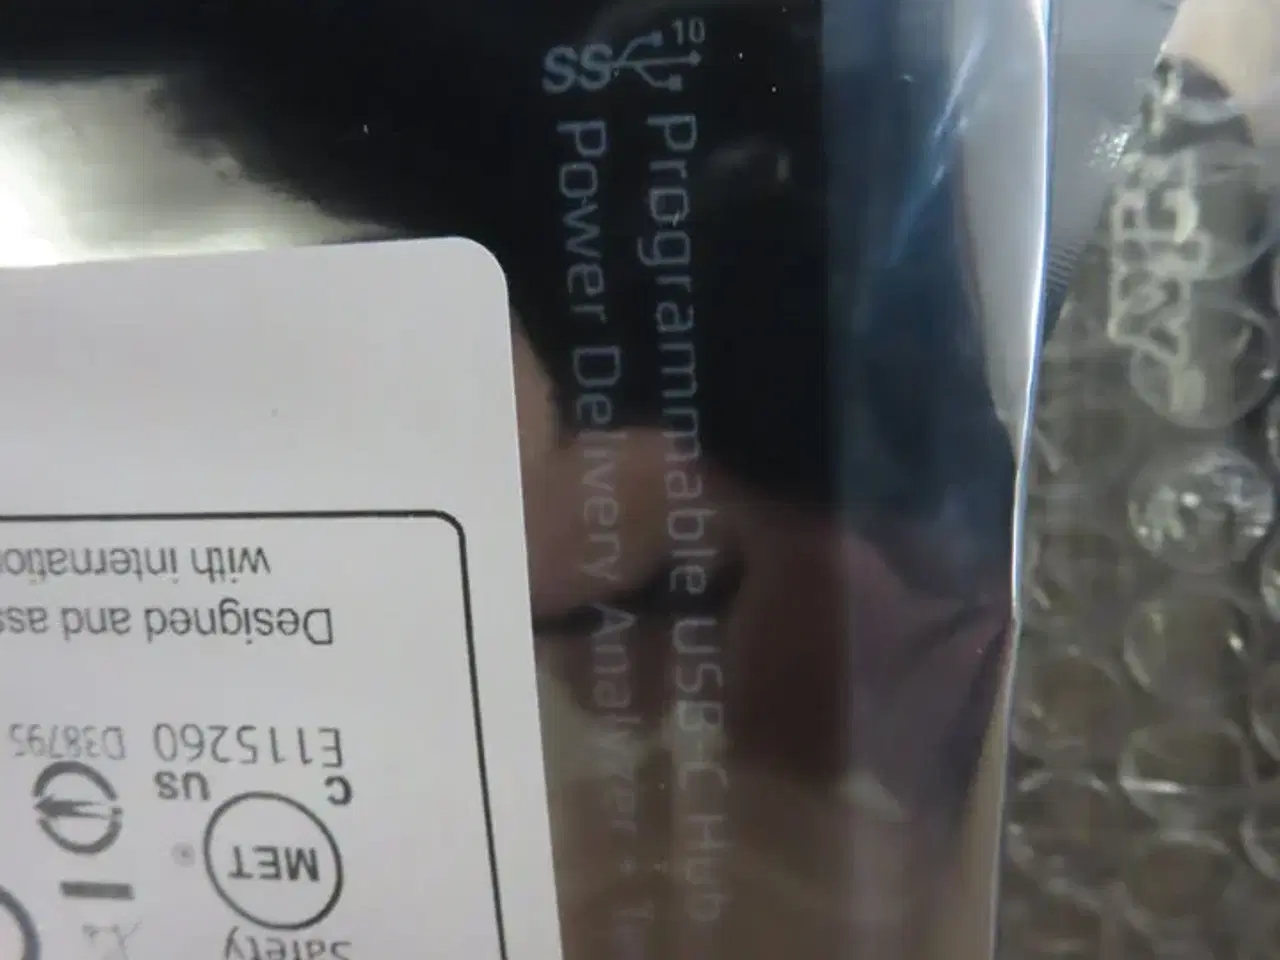 SS 10
Programmable USB-C Hub
Power Delivery Analyzer · T
Safety
MET
C US ®
E115260 D38795
Designed and ass
with internatio